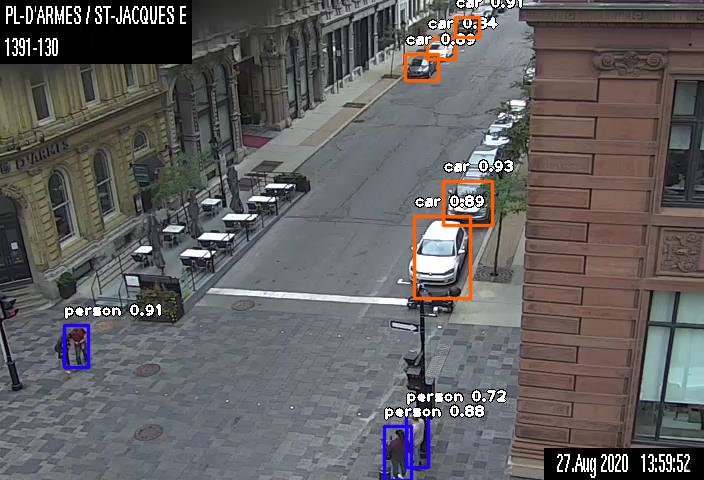 PL-D'ARMES / ST-JACQUES E
1391-130
car 0.91
car 0.84
car 0.89
car 0.93
car 0.89
D'ARMES
person 0.91
person 0.72
person 0.88
27.Aug 2020 13:59:52